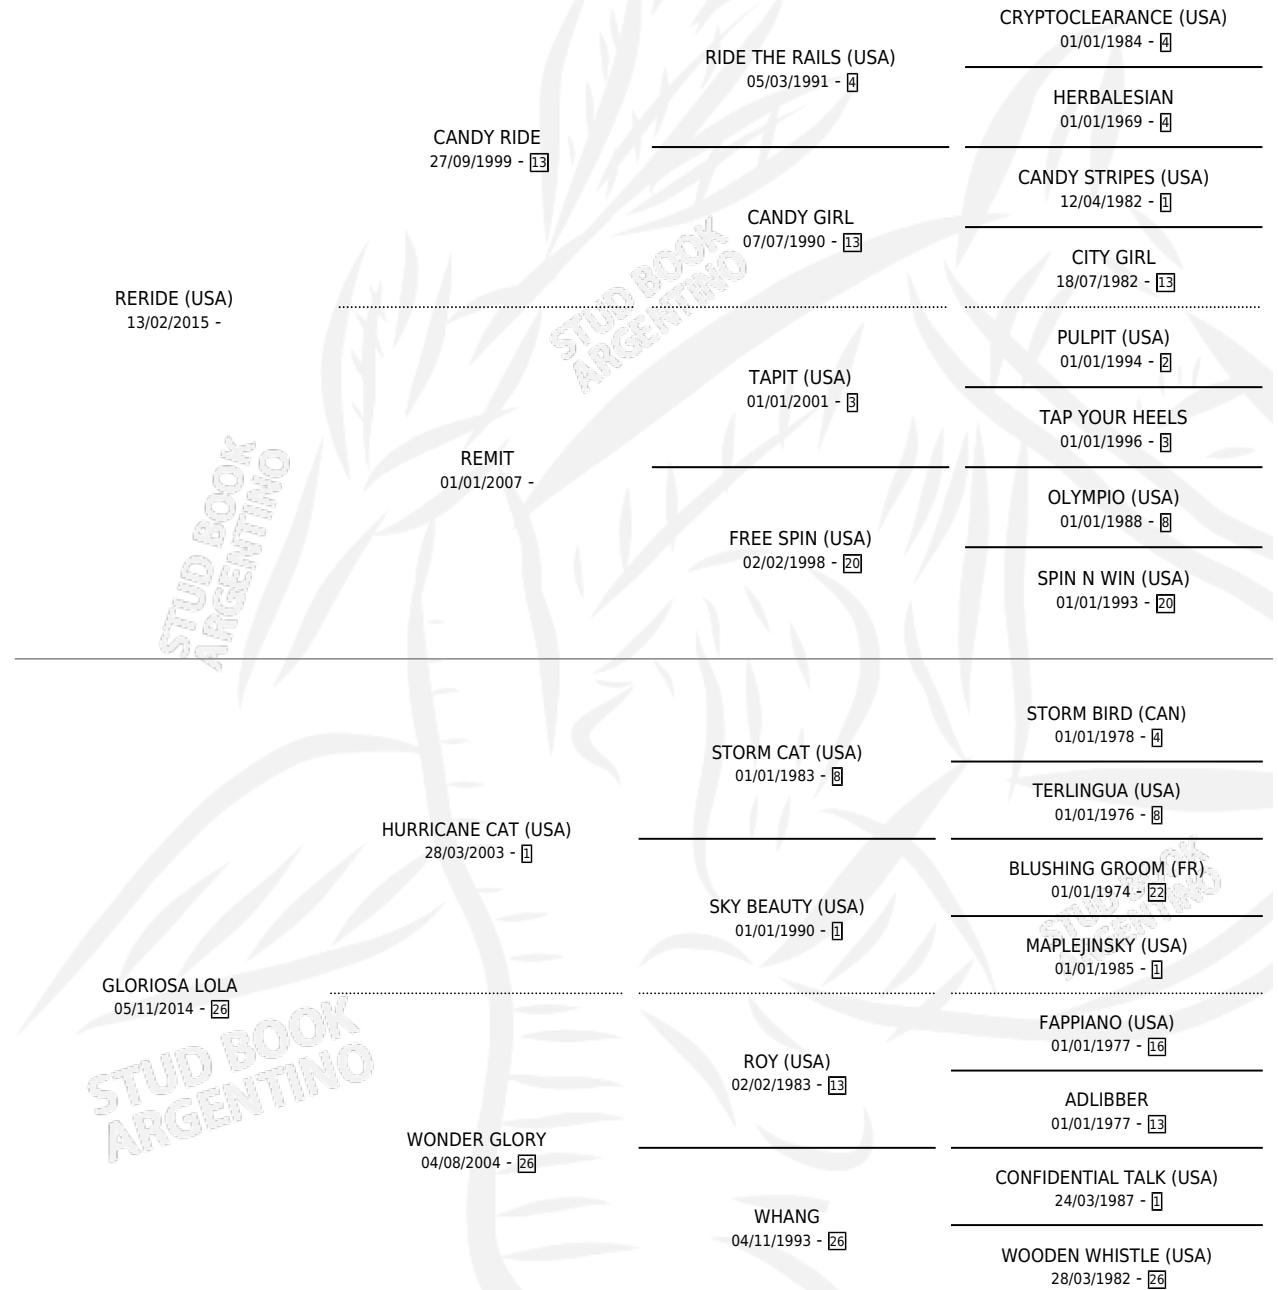 CRYPTOCLEARANCE (USA)
01/01/1984 - 4
RIDE THE RAILS (USA)
05/03/1991 - 4
HERBALESIAN
01/01/1969 - 4
CANDY RIDE
27/09/1999 - 13
CANDY STRIPES (USA)
12/04/1982 - 1
CANDY GIRL
07/07/1990 - 13
CITY GIRL
18/07/1982 - 13
RERIDE (USA)
13/02/2015 -
PULPIT (USA)
01/01/1994 - 2
TAPIT (USA)
01/01/2001 - 3
TAP YOUR HEELS
01/01/1996 - 3
REMIT
01/01/2007 -
OLYMPIO (USA)
01/01/1988 - 8
FREE SPIN (USA)
02/02/1998 - 20
SPIN N WIN (USA)
01/01/1993 - 20
STORM BIRD (CAN)
01/01/1978 - 4
STORM CAT (USA)
01/01/1983 - 8
TERLINGUA (USA)
01/01/1976 - 8
HURRICANE CAT (USA)
28/03/2003 - 1
BLUSHING GROOM (FR)
01/01/1974 - 22
SKY BEAUTY (USA)
01/01/1990 - 1
MAPLEJINSKY (USA)
01/01/1985 - 1
GLORIOSA LOLA
05/11/2014 - 26
FAPPIANO (USA)
01/01/1977 - 16
ROY (USA)
02/02/1983 - 13
ADLIBBER
01/01/1977 - 13
WONDER GLORY
04/08/2004 - 26
CONFIDENTIAL TALK (USA)
24/03/1987 - 1
WHANG
04/11/1993 - 26
WOODEN WHISTLE (USA)
28/03/1982 - 26
STUD BOOK
ARGENTINO
STUD BOOK
ARGENTINO
STUD BOOK
ARGENTINO
STUD BOOK
ARGENTINO